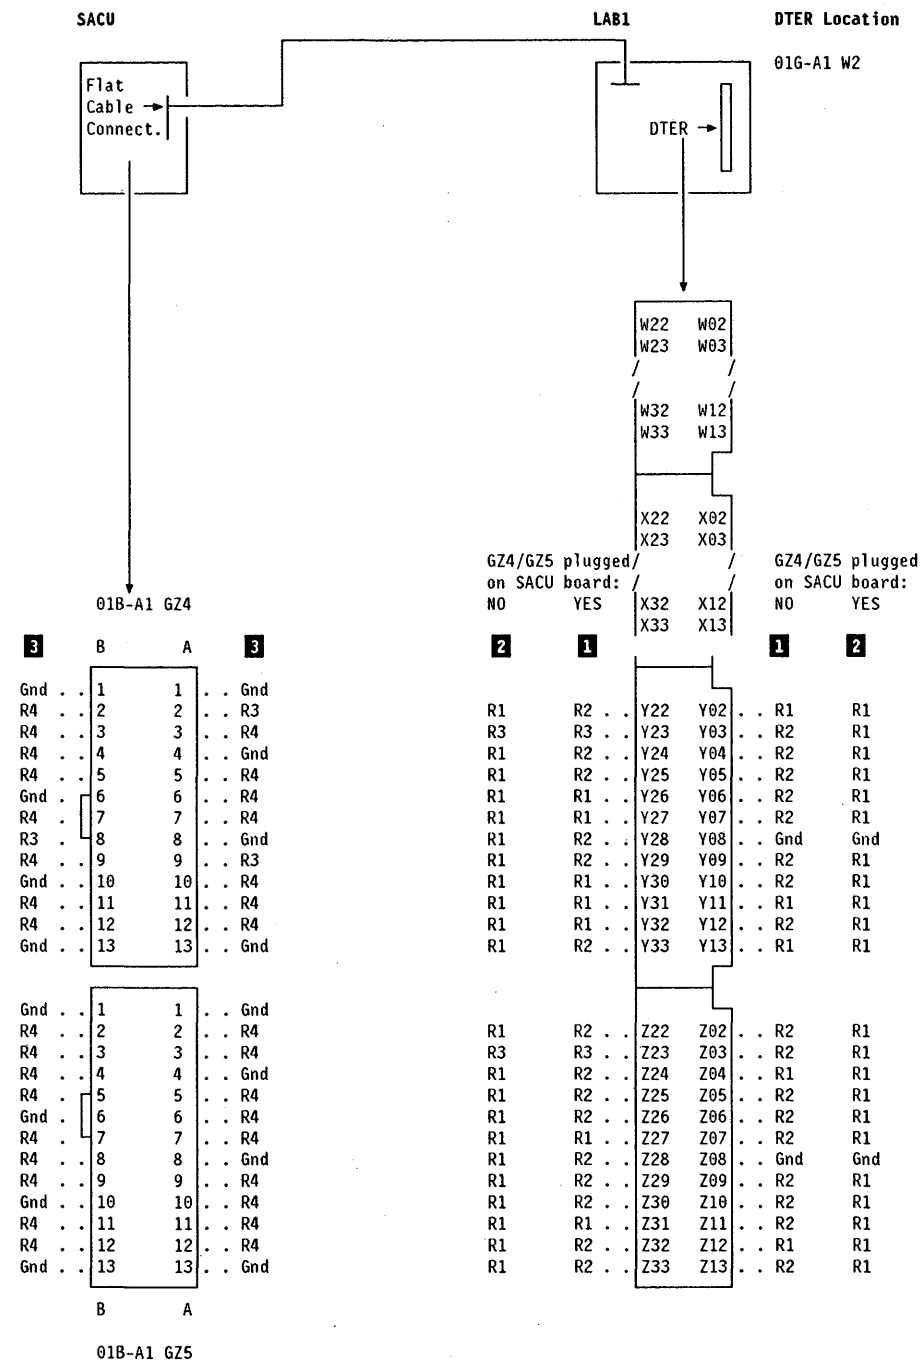 SACU LAB1 DTER Location
01G-A1 W2
Flat
Cable
Connect.
DTER
W22 W02
W23 W03
/ /
/ /
W32 W12
W33 W13
X22 X02
X23 X03
GZ4/GZ5 plugged / / GZ4/GZ5 plugged
on SACU board: / / on SACU board:
01B-A1 GZ4 NO YES X32 X12 NO YES
X33 X13
3 B A 3 2 1 1 2
Gnd . . 1 1 . . Gnd
R4 . . 2 2 . . R3 R1 R2 . . Y22 Y02 . . R1 R1
R4 . . 3 3 . . R4 R3 R3 . . Y23 Y03 . . R2 R1
R4 . . 4 4 . . Gnd R1 R2 . . Y24 Y04 . . R2 R1
R4 . . 5 5 . . R4 R1 R2 . . Y25 Y05 . . R2 R1
Gnd . 6 6 . . R4 R1 R1 . . Y26 Y06 . . R2 R1
R4 . 7 7 . . R4 R1 R1 . . Y27 Y07 . . R2 R1
R3 . 8 8 . . Gnd R1 R2 . . Y28 Y08 . . Gnd Gnd
R4 . . 9 9 . . R3 R1 R2 . . Y29 Y09 . . R2 R1
Gnd . . 10 10 . . R4 R1 R1 . . Y30 Y10 . . R2 R1
R4 . . 11 11 . . R4 R1 R1 . . Y31 Y11 . . R1 R1
R4 . . 12 12 . . R4 R1 R1 . . Y32 Y12 . . R2 R1
Gnd . . 13 13 . . Gnd R1 R2 . . Y33 Y13 . . R1 R1
Gnd . . 1 1 . . Gnd
R4 . . 2 2 . . R4 R1 R2 . . Z22 Z02 . . R2 R1
R4 . . 3 3 . . R4 R3 R3 . . Z23 Z03 . . R2 R1
R4 . . 4 4 . . Gnd R1 R2 . . Z24 Z04 . . R1 R1
R4 . 5 5 . . R4 R1 R2 . . Z25 Z05 . . R2 R1
Gnd . 6 6 . . R4 R1 R2 . . Z26 Z06 . . R2 R1
R4 . 7 7 . . R4 R1 R1 . . Z27 Z07 . . R2 R1
R4 . . 8 8 . . Gnd R1 R2 . . Z28 Z08 . . Gnd Gnd
R4 . . 9 9 . . R4 R1 R2 . . Z29 Z09 . . R2 R1
Gnd . . 10 10 . . R4 R1 R2 . . Z30 Z10 . . R2 R1
R4 . . 11 11 . . R4 R1 R1 . . Z31 Z11 . . R2 R1
R4 . . 12 12 . . R4 R1 R2 . . Z32 Z12 . . R1 R1
Gnd . . 13 13 . . Gnd R1 R2 . . Z33 Z13 . . R2 R1
B A
01B-A1 GZ5